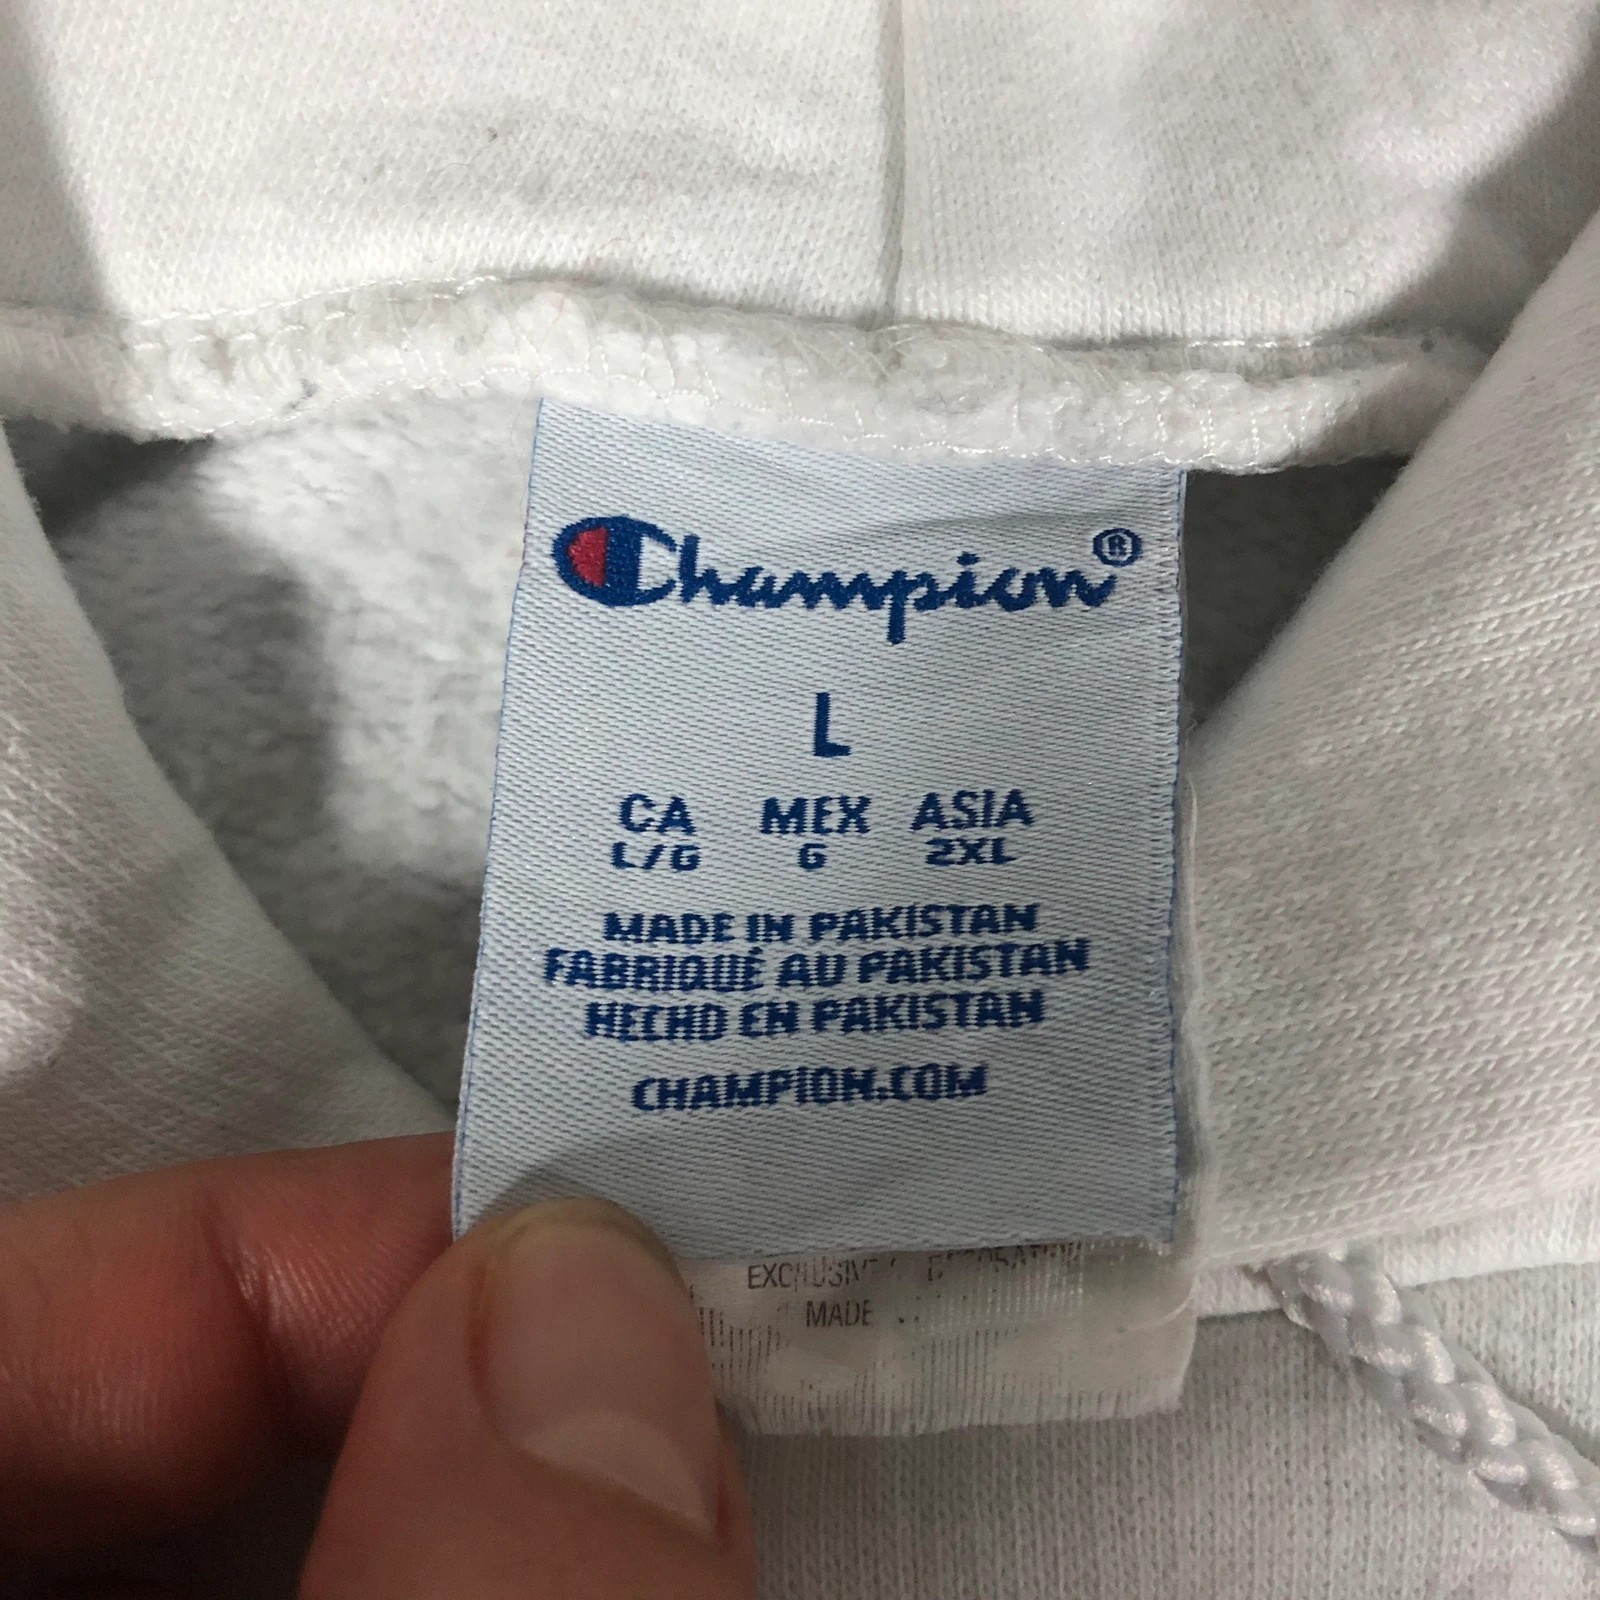 Champion®
L
CA MEX ASIA
L/G G 2XL
MADE IN PAKISTAN
FABRIQUÉ AU PAKISTAN
HECHO EN PAKISTAN
CHAMPION.COM
MADE